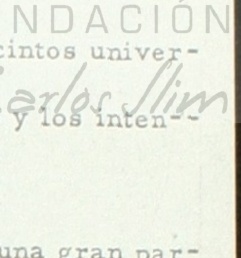 NDACIÓN
cintos univer-
Carlos Slim
y los inten--
una gran par-